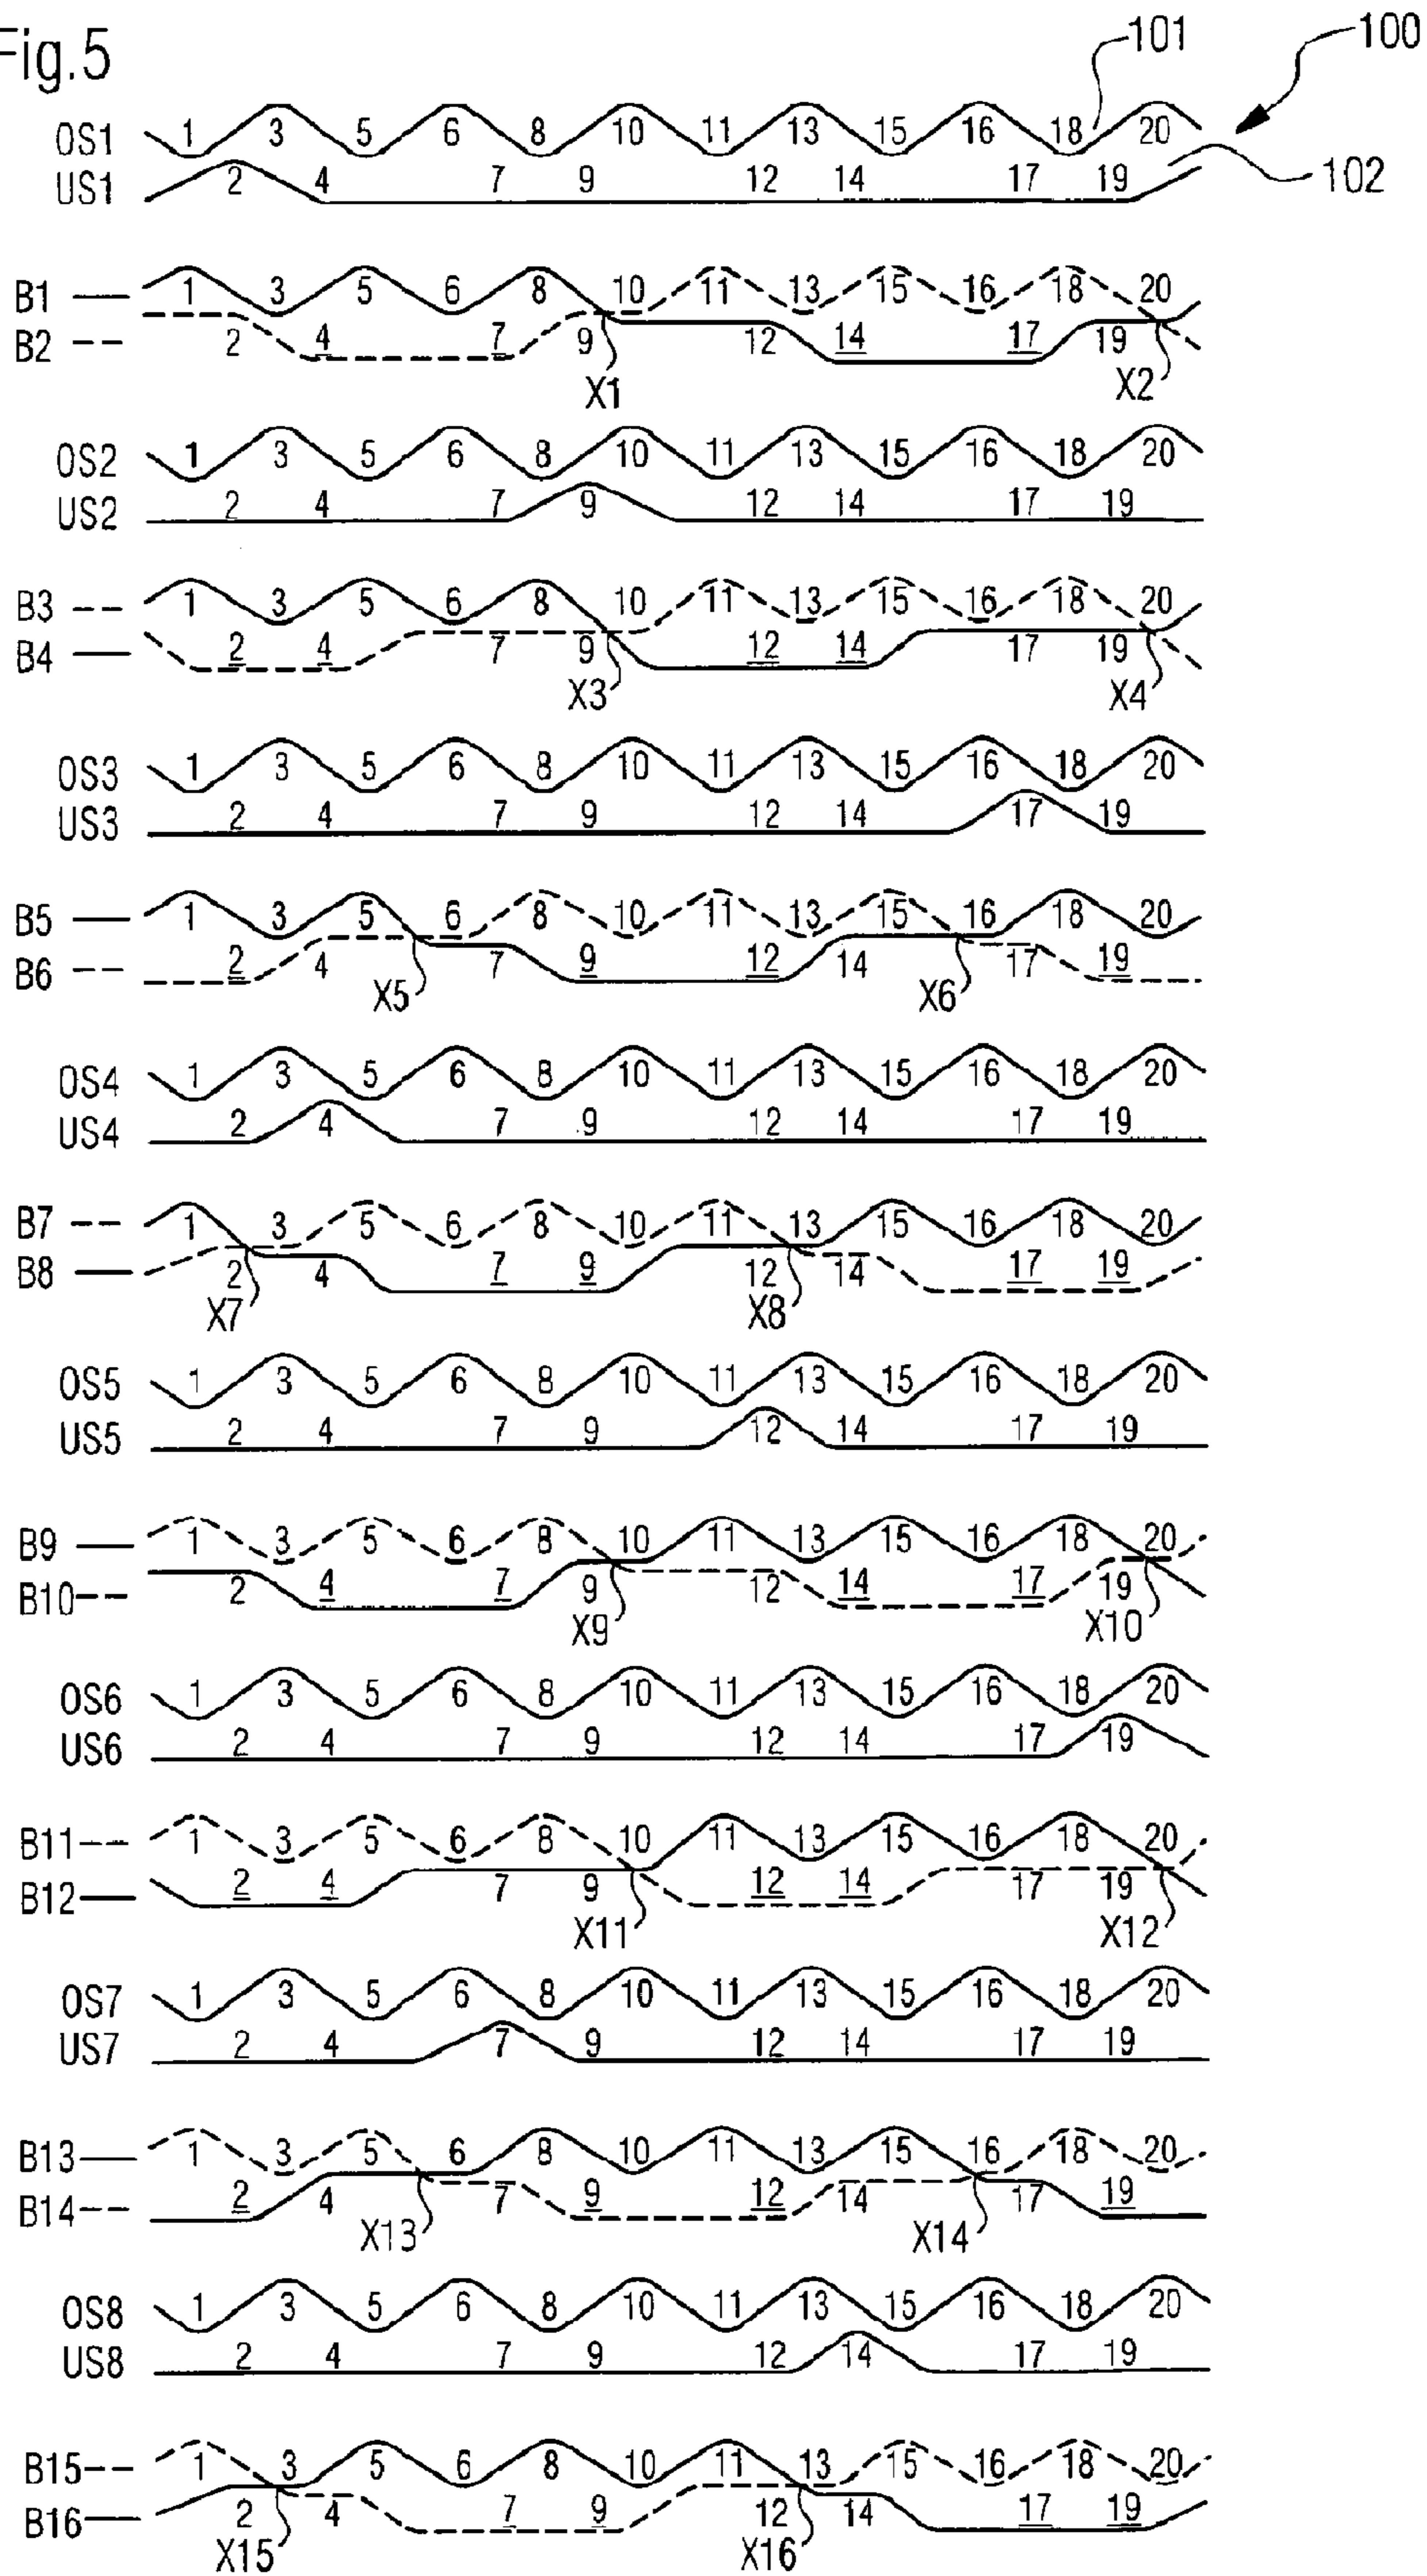 Fig.5
101
100
OS1 1 3 5 6 8 10 11 13 15 16 18 20
US1 2 4 7 9 12 14 17 19
102
B1 1 3 5 6 8 10 11 13 15 16 18 20
B2 2 4 7 9 12 14 17 19
X1 X2
OS2 1 3 5 6 8 10 11 13 15 16 18 20
US2 2 4 7 9 12 14 17 19
B3 1 3 5 6 8 10 11 13 15 16 18 20
B4 2 4 7 9 12 14 17 19
X3 X4
OS3 1 3 5 6 8 10 11 13 15 16 18 20
US3 2 4 7 9 12 14 17 19
B5 1 3 5 6 8 10 11 13 15 16 18 20
B6 2 4 7 9 12 14 17 19
X5 X6
OS4 1 3 5 6 8 10 11 13 15 16 18 20
US4 2 4 7 9 12 14 17 19
B7 1 3 5 6 8 10 11 13 15 16 18 20
B8 2 4 7 9 12 14 17 19
X7 X8
OS5 1 3 5 6 8 10 11 13 15 16 18 20
US5 2 4 7 9 12 14 17 19
B9 1 3 5 6 8 10 11 13 15 16 18 20
B10 2 4 7 9 12 14 17 19
X9 X10
OS6 1 3 5 6 8 10 11 13 15 16 18 20
US6 2 4 7 9 12 14 17 19
B11 1 3 5 6 8 10 11 13 15 16 18 20
B12 2 4 7 9 12 14 17 19
X11 X12
OS7 1 3 5 6 8 10 11 13 15 16 18 20
US7 2 4 7 9 12 14 17 19
B13 1 3 5 6 8 10 11 13 15 16 18 20
B14 2 4 7 9 12 14 17 19
X13 X14
OS8 1 3 5 6 8 10 11 13 15 16 18 20
US8 2 4 7 9 12 14 17 19
B15 1 3 5 6 8 10 11 13 15 16 18 20
B16 2 4 7 9 12 14 17 19
X15 X16